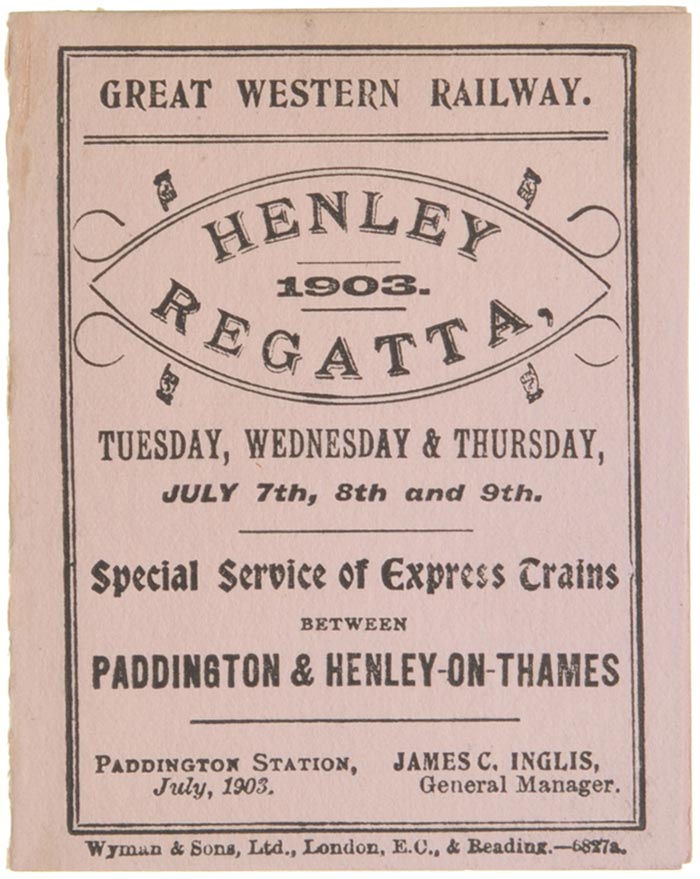 GREAT WESTERN RAILWAY.
HENLEY
1903.
REGATTA,
TUESDAY, WEDNESDAY & THURSDAY,
JULY 7th, 8th and 9th.
Special Service of Express Trains
BETWEEN
PADDINGTON & HENLEY-ON-THAMES
PADDINGTON STATION, JAMES C. INGLIS,
July, 1903. General Manager.
Wyman & Sons, Ltd., London, E.C., & Reading.—6827a.